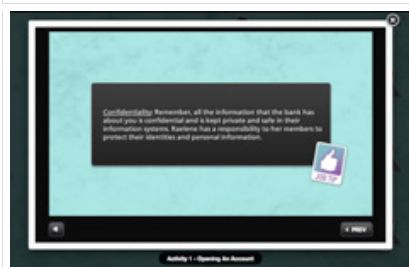 Confidentiality: Remember, all the information that the bank has
about you is confidential and is kept private and safe in their
information systems. Raelene has a responsibility to her members to
protect their identities and personal information.
JOB TIP
PREV
Activity 1 - Opening An Account